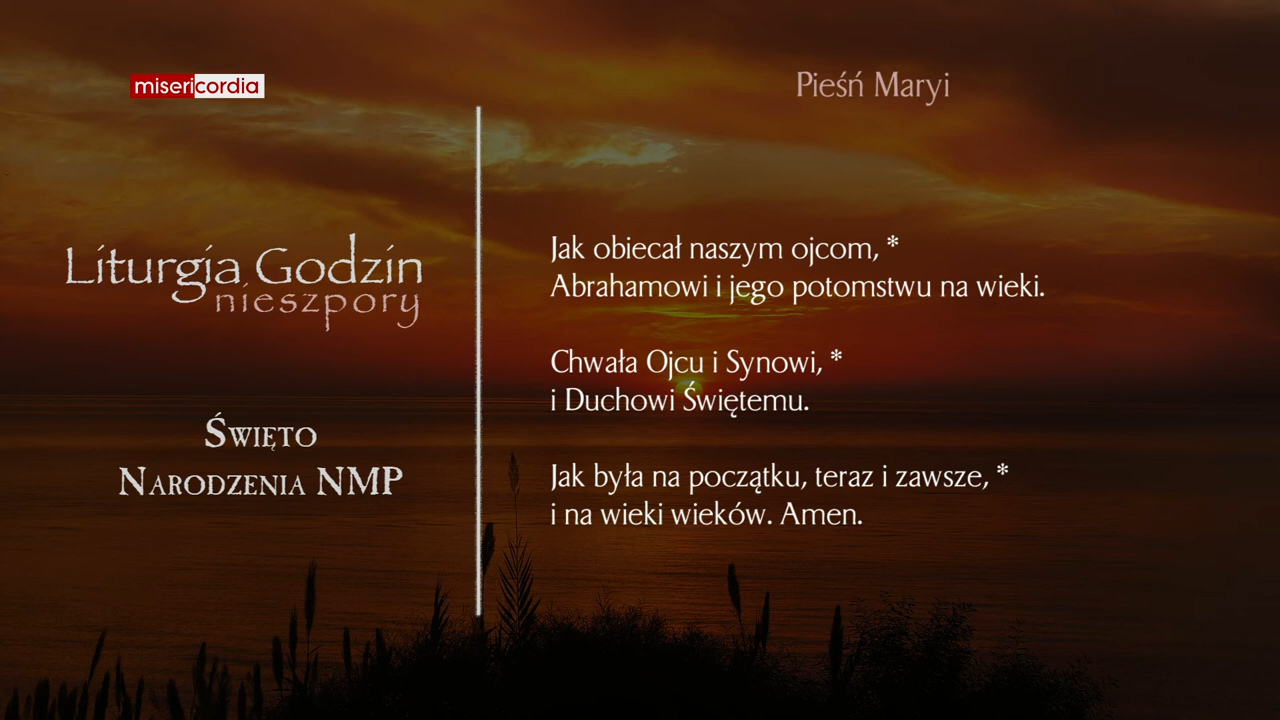 misericordia
Pieśń Maryi
Liturgia Godzin
nieszpory
Święto
Narodzenia NMP
Jak obiecał naszym ojcom, *
Abrahamowi i jego potomstwu na wieki.
Chwała Ojcu i Synowi, *
i Duchowi Świętemu.
Jak była na początku, teraz i zawsze, *
i na wieki wieków. Amen.